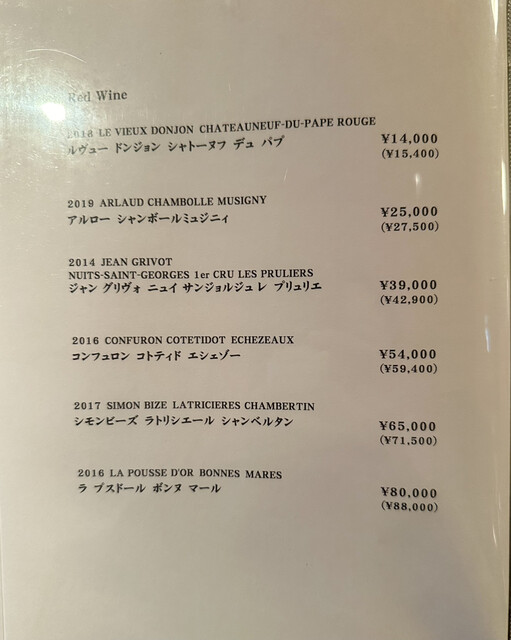 Red Wine
2018 LE VIEUX DONJON CHATEAUNEUF-DU-PAPE ROUGE
ルヴュー ドンジョン シャトーヌフ デュ パプ
¥14,000
(¥15,400)
2019 ARLAUD CHAMBOLLE MUSIGNY
アルロー シャンボールミュジニィ
¥25,000
(¥27,500)
2014 JEAN GRIVOT
NUITS-SAINT-GEORGES 1er CRU LES PRULIERS
ジャン グリヴォ ニュイ サンジョルジュ レ プリュリエ
¥39,000
(¥42,900)
2016 CONFURON COTETIDOT ECHEZEAUX
コンフュロン コトティド エシェゾー
¥54,000
(¥59,400)
2017 SIMON BIZE LATRICIERES CHAMBERTIN
シモンビーズ ラトリシエール シャンベルタン
¥65,000
(¥71,500)
2016 LA POUSSE D'OR BONNES MARES
ラ プスドール ボンヌ マール
¥80,000
(¥88,000)